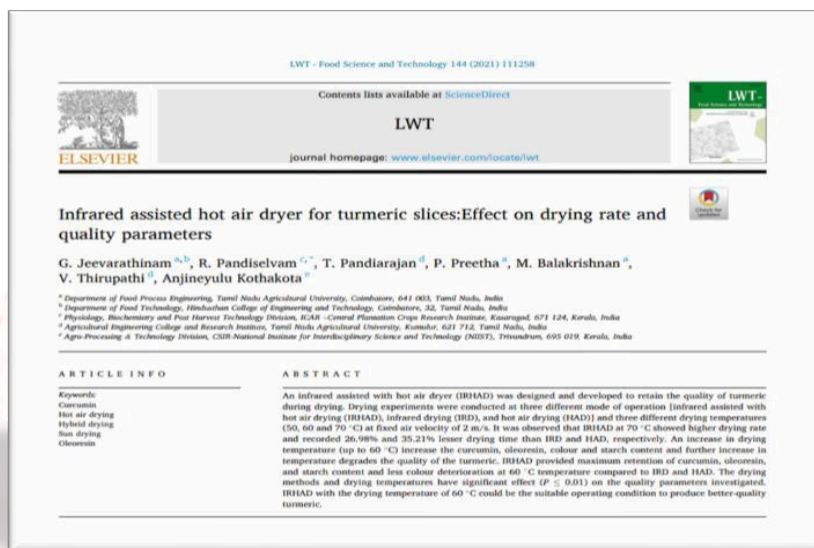 LWT - Food Science and Technology 144 (2021) 111258
Contents lists available at ScienceDirect
LWT
journal homepage: www.elsevier.com/locate/lwt
ELSEVIER
LWT-
Food Science and Technology
Check for
updates
Infrared assisted hot air dryer for turmeric slices:Effect on drying rate and
quality parameters
G. Jeevarathinam a,b, R. Pandiselvam c,*, T. Pandiarajan d, P. Preetha a, M. Balakrishnan a,
V. Thirupathi d, Anjineyulu Kothakota e
a Department of Food Process Engineering, Tamil Nadu Agricultural University, Coimbatore, 641 003, Tamil Nadu, India
b Department of Food Technology, Hindusthan College of Engineering and Technology, Coimbatore, 32, Tamil Nadu, India
c Physiology, Biochemistry and Post Harvest Technology Division, ICAR -Central Plantation Crops Research Institute, Kasaragod, 671 124, Kerala, India
d Agricultural Engineering College and Research Institute, Tamil Nadu Agricultural University, Kumulur, 621 712, Tamil Nadu, India
e Agro-Processing & Technology Division, CSIR-National Institute for Interdisciplinary Science and Technology (NIIST), Trivandrum, 695 019, Kerala, India
ARTICLE INFO
Keywords:
Curcumin
Hot air drying
Hybrid drying
Sun drying
Oleoresin
ABSTRACT
An infrared assisted with hot air dryer (IRHAD) was designed and developed to retain the quality of turmeric
during drying. Drying experiments were conducted at three different mode of operation [infrared assisted with
hot air drying (IRHAD), infrared drying (IRD), and hot air drying (HAD)] and three different drying temperatures
(50, 60 and 70 °C) at fixed air velocity of 2 m/s. It was observed that IRHAD at 70 °C showed higher drying rate
and recorded 26.98% and 35.21% lesser drying time than IRD and HAD, respectively. An increase in drying
temperature (up to 60 °C) increase the curcumin, oleoresin, colour and starch content and further increase in
temperature degrades the quality of the turmeric. IRHAD provided maximum retention of curcumin, oleoresin,
and starch content and less colour deterioration at 60 °C temperature compared to IRD and HAD. The drying
methods and drying temperatures have significant effect (P ≤ 0.01) on the quality parameters investigated.
IRHAD with the drying temperature of 60 °C could be the suitable operating condition to produce better-quality
turmeric.